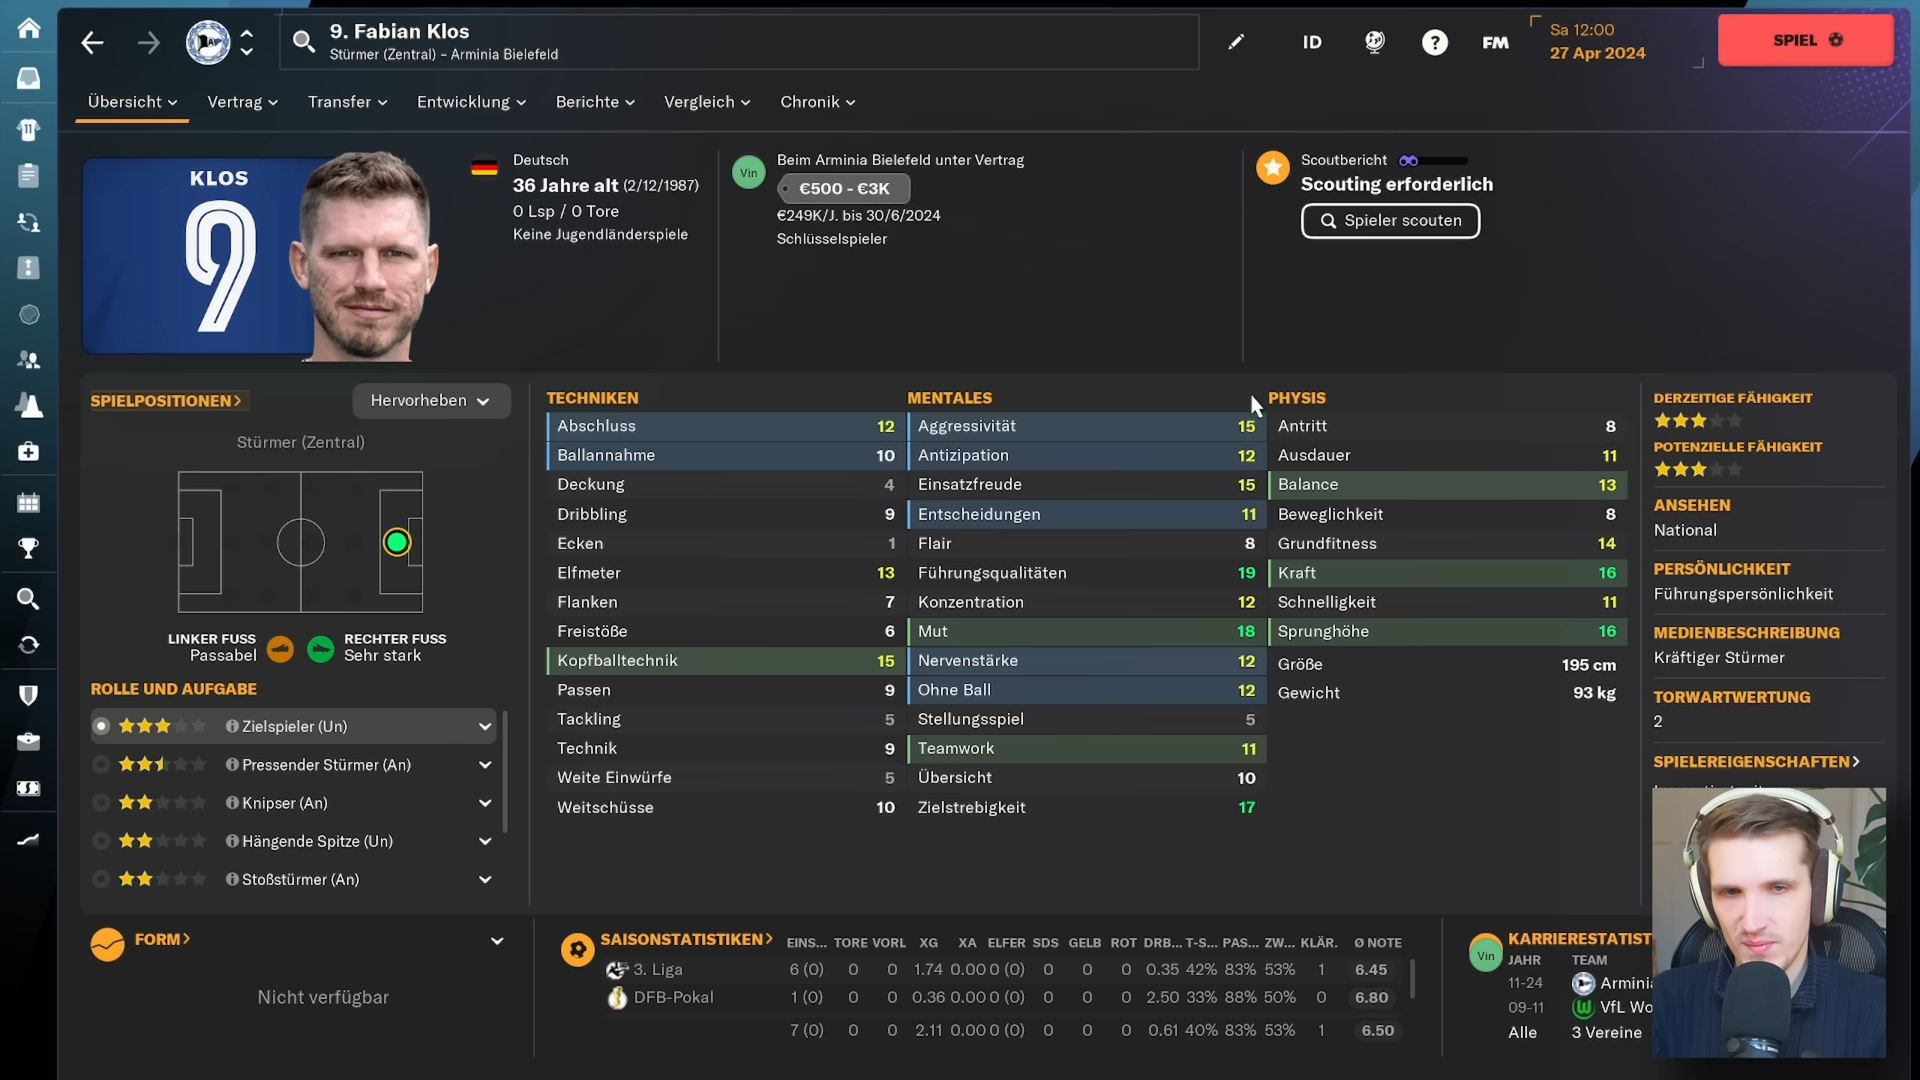 9. Fabian Klos
Stürmer (Zentral) – Arminia Bielefeld
ID
FM
Sa 12:00
27 Apr 2024
SPIEL
Übersicht
Vertrag
Transfer
Entwicklung
Berichte
Vergleich
Chronik
KLOS
9
Deutsch
36 Jahre alt (2/12/1987)
0 Lsp / 0 Tore
Keine Jugendländerspiele
Vin
Beim Arminia Bielefeld unter Vertrag
€500 - €3K
€249K/J. bis 30/6/2024
Schlüsselspieler
Scoutbericht
Scouting erforderlich
Spieler scouten
SPIELPOSITIONEN
Hervorheben
Stürmer (Zentral)
LINKER FUSS
Passabel
RECHTER FUSS
Sehr stark
ROLLE UND AUFGABE
Zielspieler (Un)
Pressender Stürmer (An)
Knipser (An)
Hängende Spitze (Un)
Stoßstürmer (An)
TECHNIKEN
Abschluss 12
Ballannahme 10
Deckung 4
Dribbling 9
Ecken 1
Elfmeter 13
Flanken 7
Freistöße 6
Kopfballtechnik 15
Passen 9
Tackling 5
Technik 9
Weite Einwürfe 5
Weitschüsse 10
MENTALES
Aggressivität 15
Antizipation 12
Einsatzfreude 15
Entscheidungen 11
Flair 8
Führungsqualitäten 19
Konzentration 12
Mut 18
Nervenstärke 12
Ohne Ball 12
Stellungsspiel 5
Teamwork 11
Übersicht 10
Zielstrebigkeit 17
PHYSIS
Antritt 8
Ausdauer 11
Balance 13
Beweglichkeit 8
Grundfitness 14
Kraft 16
Schnelligkeit 11
Sprunghöhe 16
Größe 195 cm
Gewicht 93 kg
DERZEITIGE FÄHIGKEIT
POTENZIELLE FÄHIGKEIT
ANSEHEN
National
PERSÖNLICHKEIT
Führungspersönlichkeit
MEDIENBESCHREIBUNG
Kräftiger Stürmer
TORWARTWERTUNG
2
SPIELEREIGENSCHAFTEN
FORM
Nicht verfügbar
SAISONSTATISTIKEN EINS... TORE VORL XG XA ELFER SDS GELB ROT DRB... T-S... PAS... ZW... KLÄR. Ø NOTE
3. Liga 6 (0) 0 0 1.74 0.00 0 (0) 0 0 0 0.35 42% 83% 53% 1 6.45
DFB-Pokal 1 (0) 0 0 0.36 0.00 0 (0) 0 0 0 2.50 33% 88% 50% 0 6.80
7 (0) 0 0 2.11 0.00 0 (0) 0 0 0 0.61 40% 83% 53% 1 6.50
Vin
KARRIERESTATIST
JAHR TEAM
11-24 Arminia
09-11 VfL Wo
Alle 3 Vereine